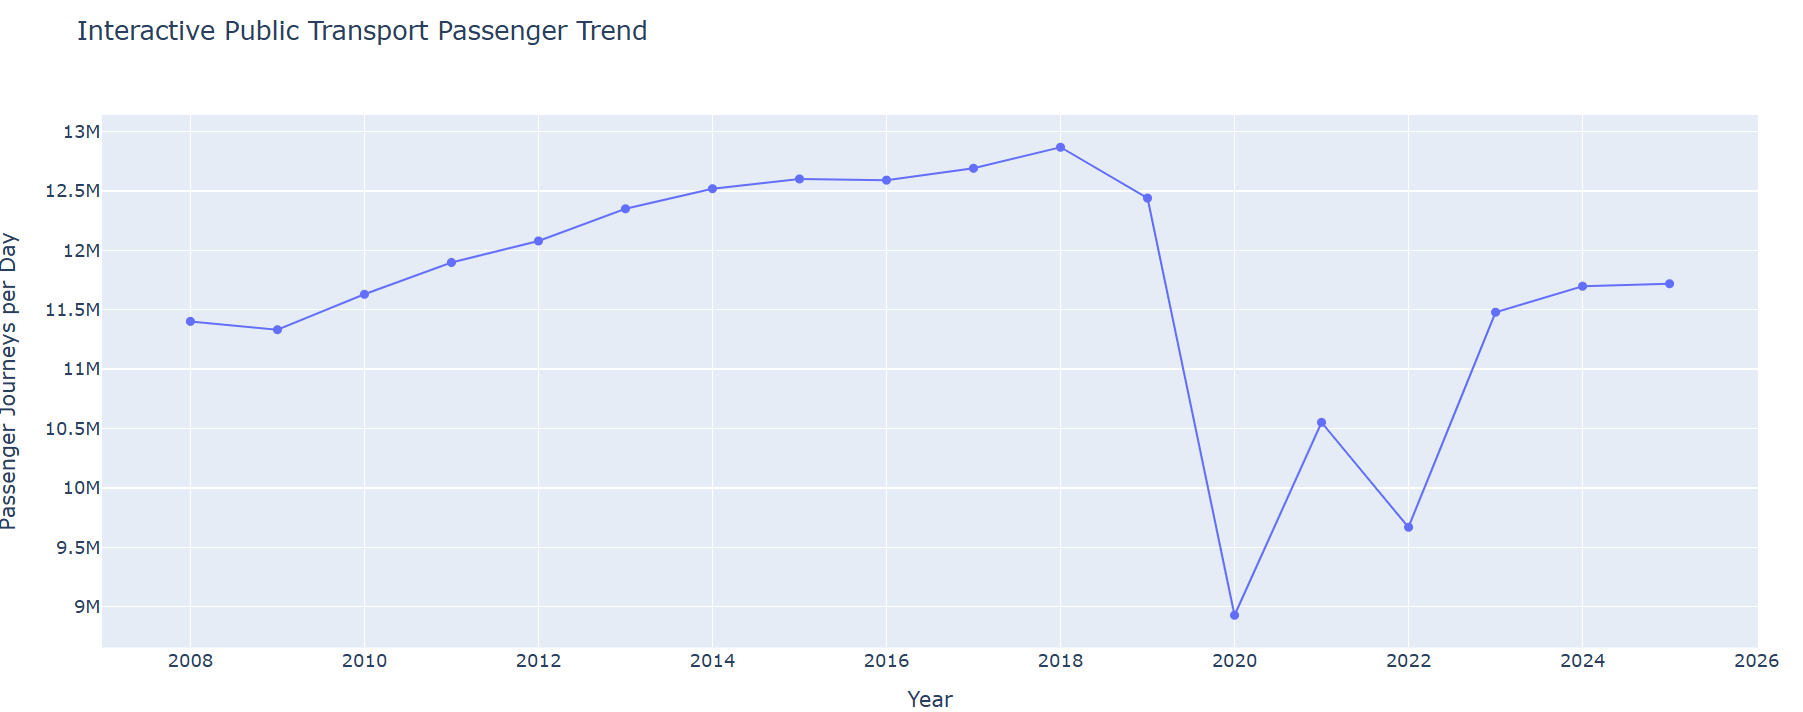 Interactive Public Transport Passenger Trend
Passenger Journeys per Day
13M
12.5M
12M
11.5M
11M
10.5M
10M
9.5M
9M
2008 2010 2012 2014 2016 2018 2020 2022 2024 2026
Year